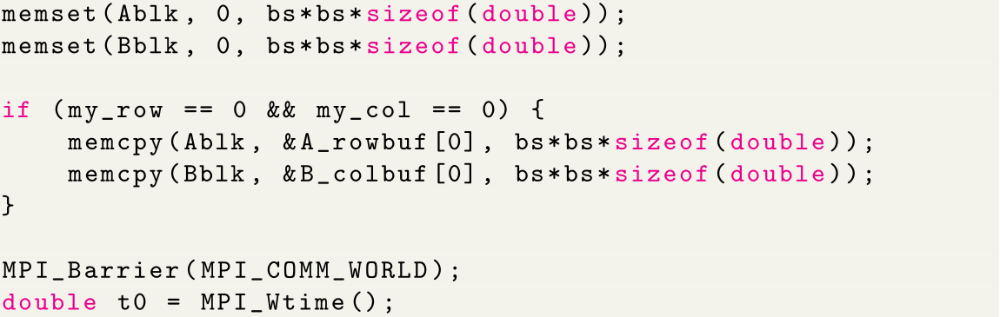 memset(Ablk, 0, bs*bs*sizeof(double));
memset(Bblk, 0, bs*bs*sizeof(double));
if (my_row == 0 && my_col == 0) {
    memcpy(Ablk, &A_rowbuf[0], bs*bs*sizeof(double));
    memcpy(Bblk, &B_colbuf[0], bs*bs*sizeof(double));
}
MPI_Barrier(MPI_COMM_WORLD);
double t0 = MPI_Wtime();